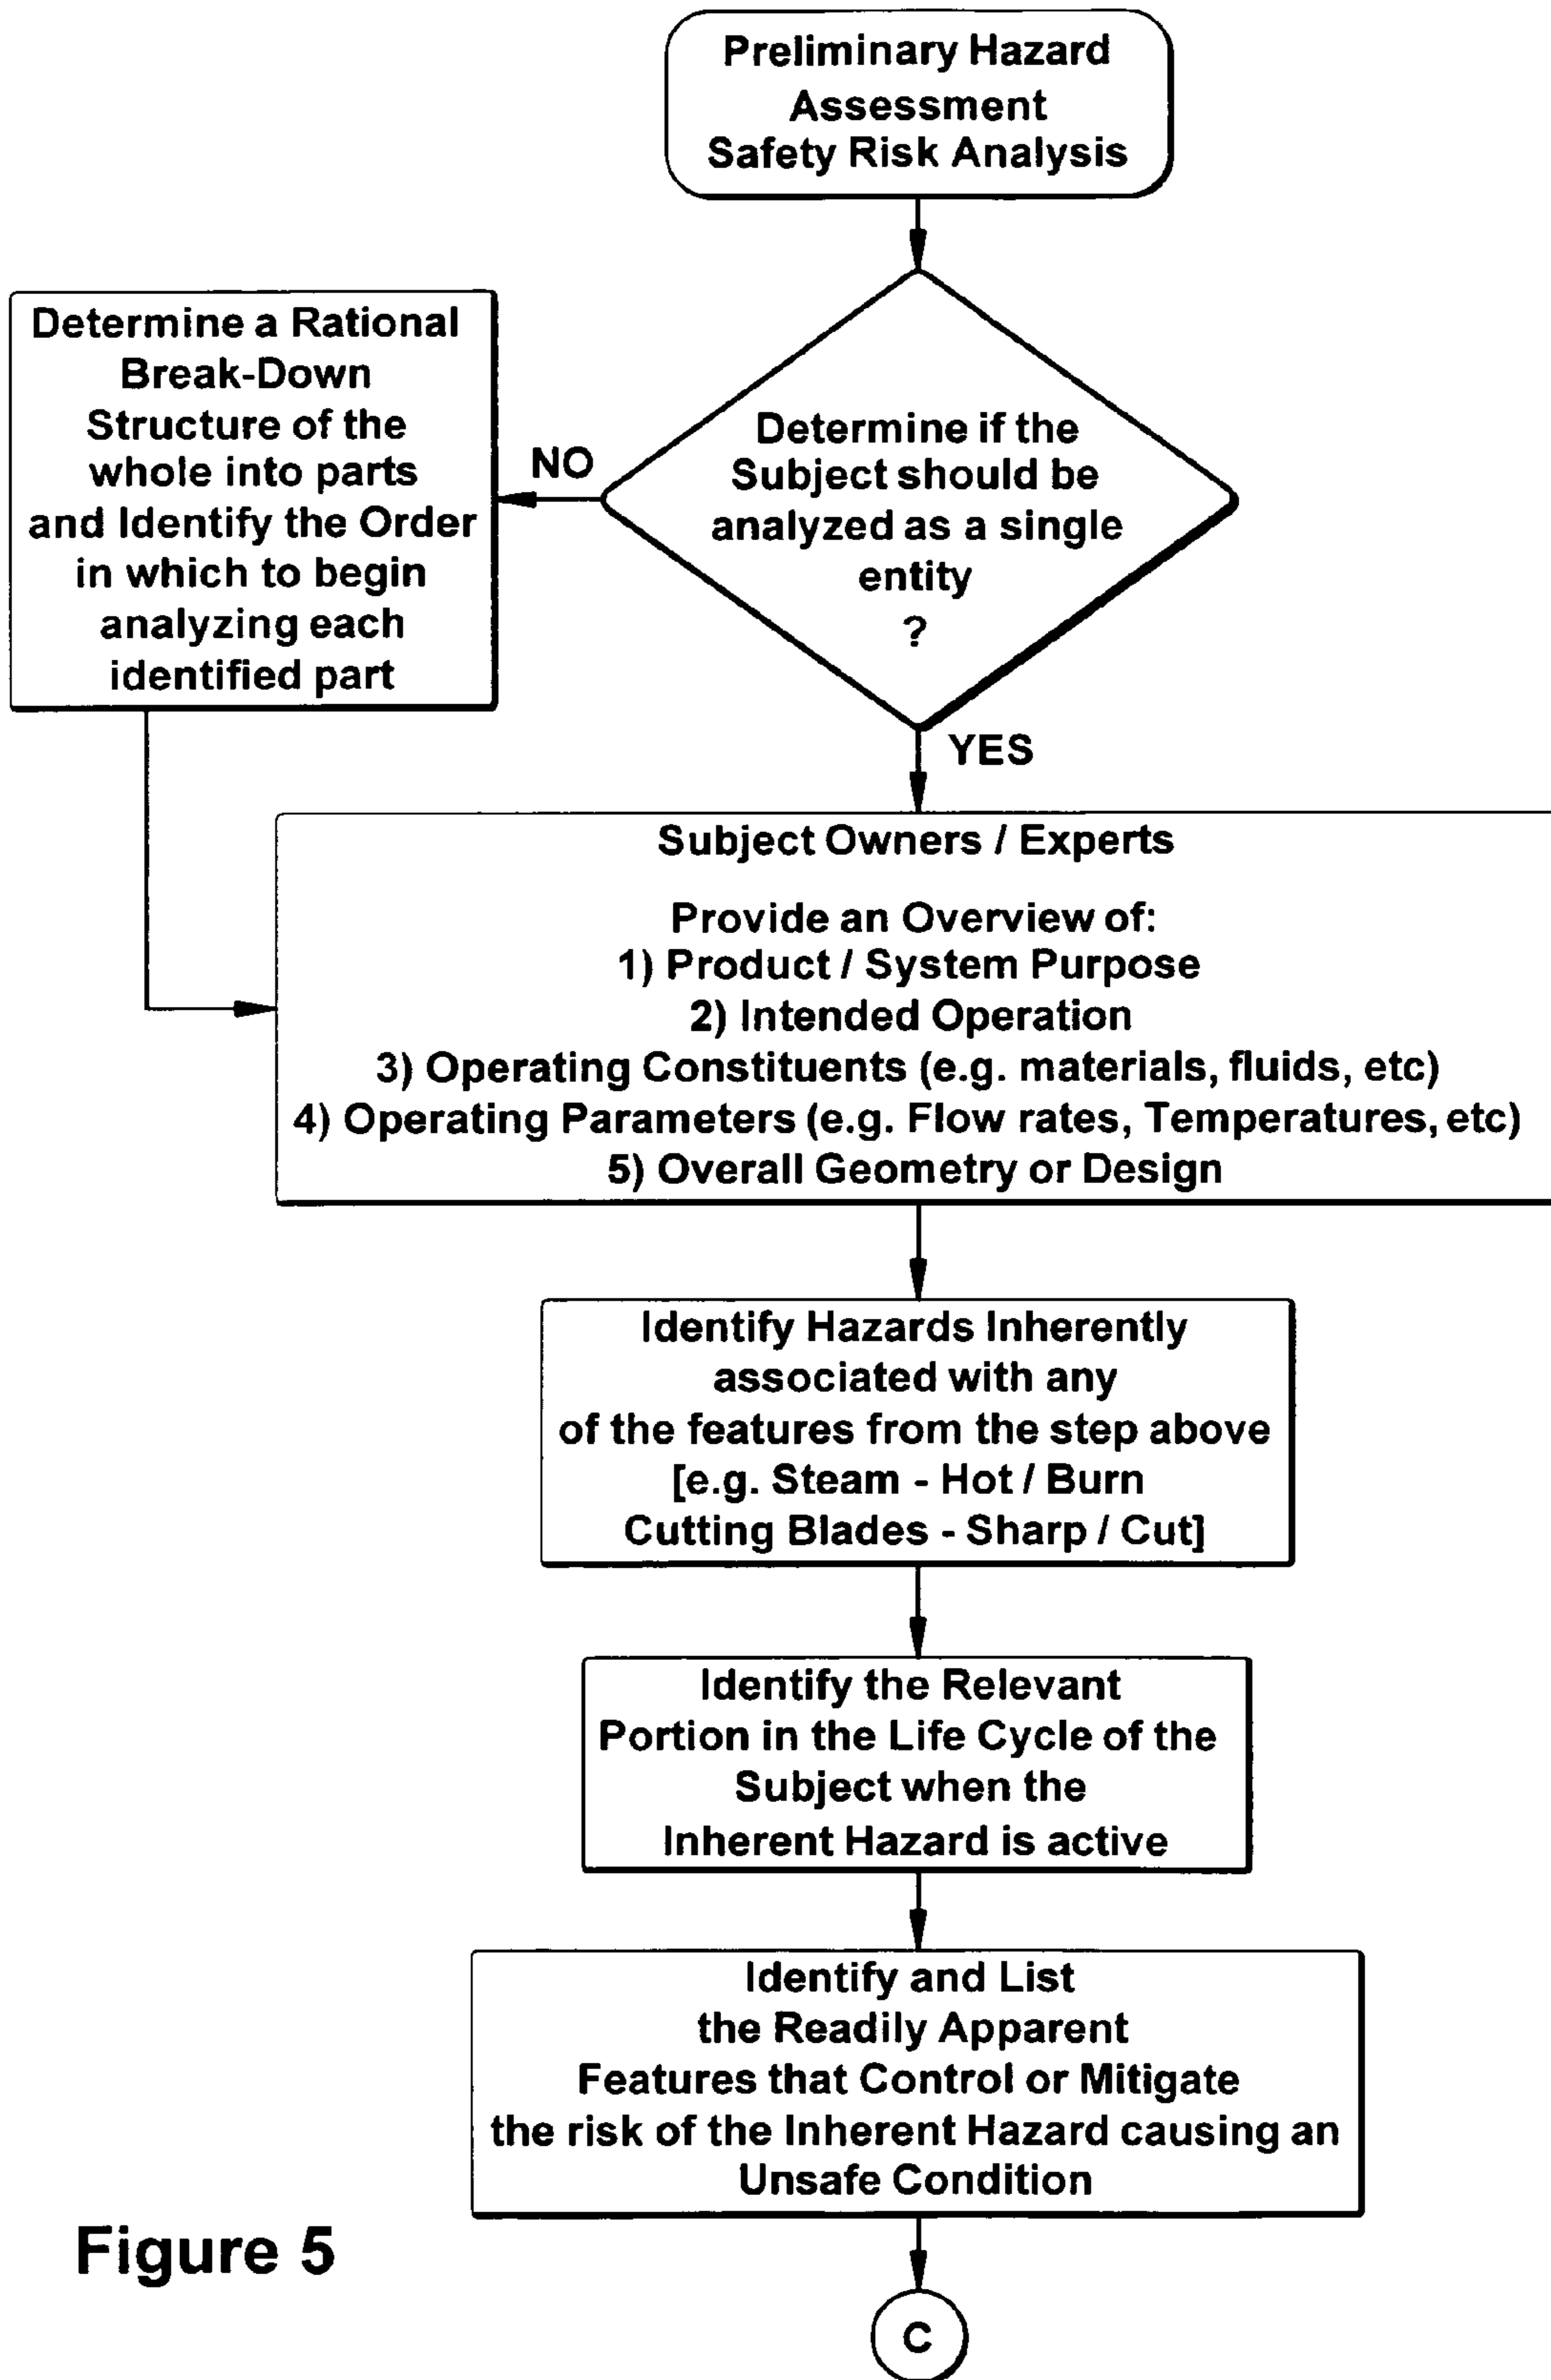 Preliminary Hazard
Assessment
Safety Risk Analysis
Determine a Rational
Break-Down
Structure of the
whole into parts
and Identify the Order
in which to begin
analyzing each
identified part
NO
Determine if the
Subject should be
analyzed as a single
entity
?
YES
Subject Owners / Experts
Provide an Overview of:
1) Product / System Purpose
2) Intended Operation
3) Operating Constituents (e.g. materials, fluids, etc)
4) Operating Parameters (e.g. Flow rates, Temperatures, etc)
5) Overall Geometry or Design
Identify Hazards Inherently
associated with any
of the features from the step above
[e.g. Steam - Hot / Burn
Cutting Blades - Sharp / Cut]
Identify the Relevant
Portion in the Life Cycle of the
Subject when the
Inherent Hazard is active
Identify and List
the Readily Apparent
Features that Control or Mitigate
the risk of the Inherent Hazard causing an
Unsafe Condition
Figure 5
C